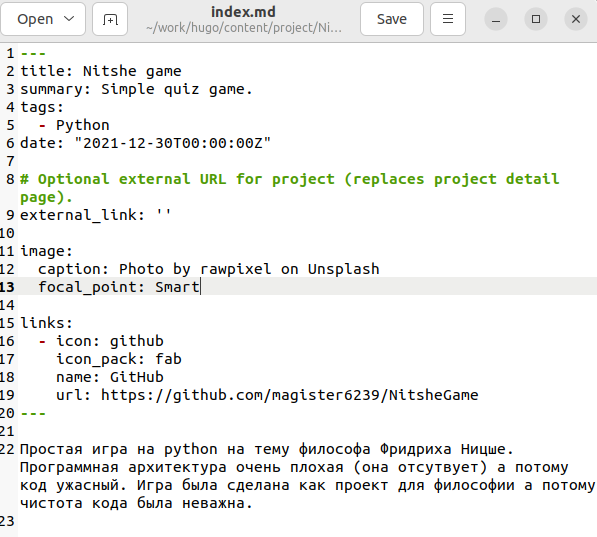 Open
index.md
~/work/hugo/content/project/Ni...
Save
1 ---
2 title: Nitshe game
3 summary: Simple quiz game.
4 tags:
5   - Python
6 date: "2021-12-30T00:00:00Z"
7
8 # Optional external URL for project (replaces project detail
page).
9 external_link: ''
10
11 image:
12   caption: Photo by rawpixel on Unsplash
13   focal_point: Smart
14
15 links:
16   - icon: github
17     icon_pack: fab
18     name: GitHub
19     url: https://github.com/magister6239/NitsheGame
20 ---
21
22 Простая игра на python на тему философа Фридриха Ницше.
Программная архитектура очень плохая (она отсутвует) а потому
код ужасный. Игра была сделана как проект для философии а потому
чистота кода была неважна.
23